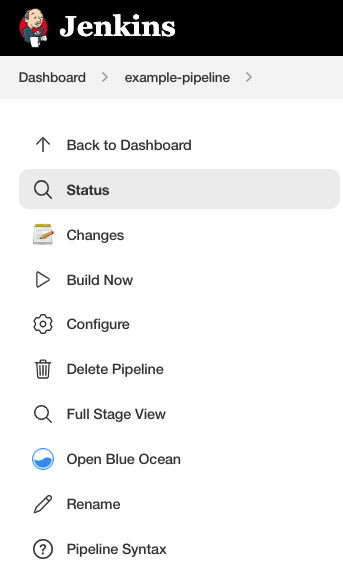 Jenkins
Dashboard > example-pipeline >
Back to Dashboard
Status
Changes
Build Now
Configure
Delete Pipeline
Full Stage View
Open Blue Ocean
Rename
Pipeline Syntax